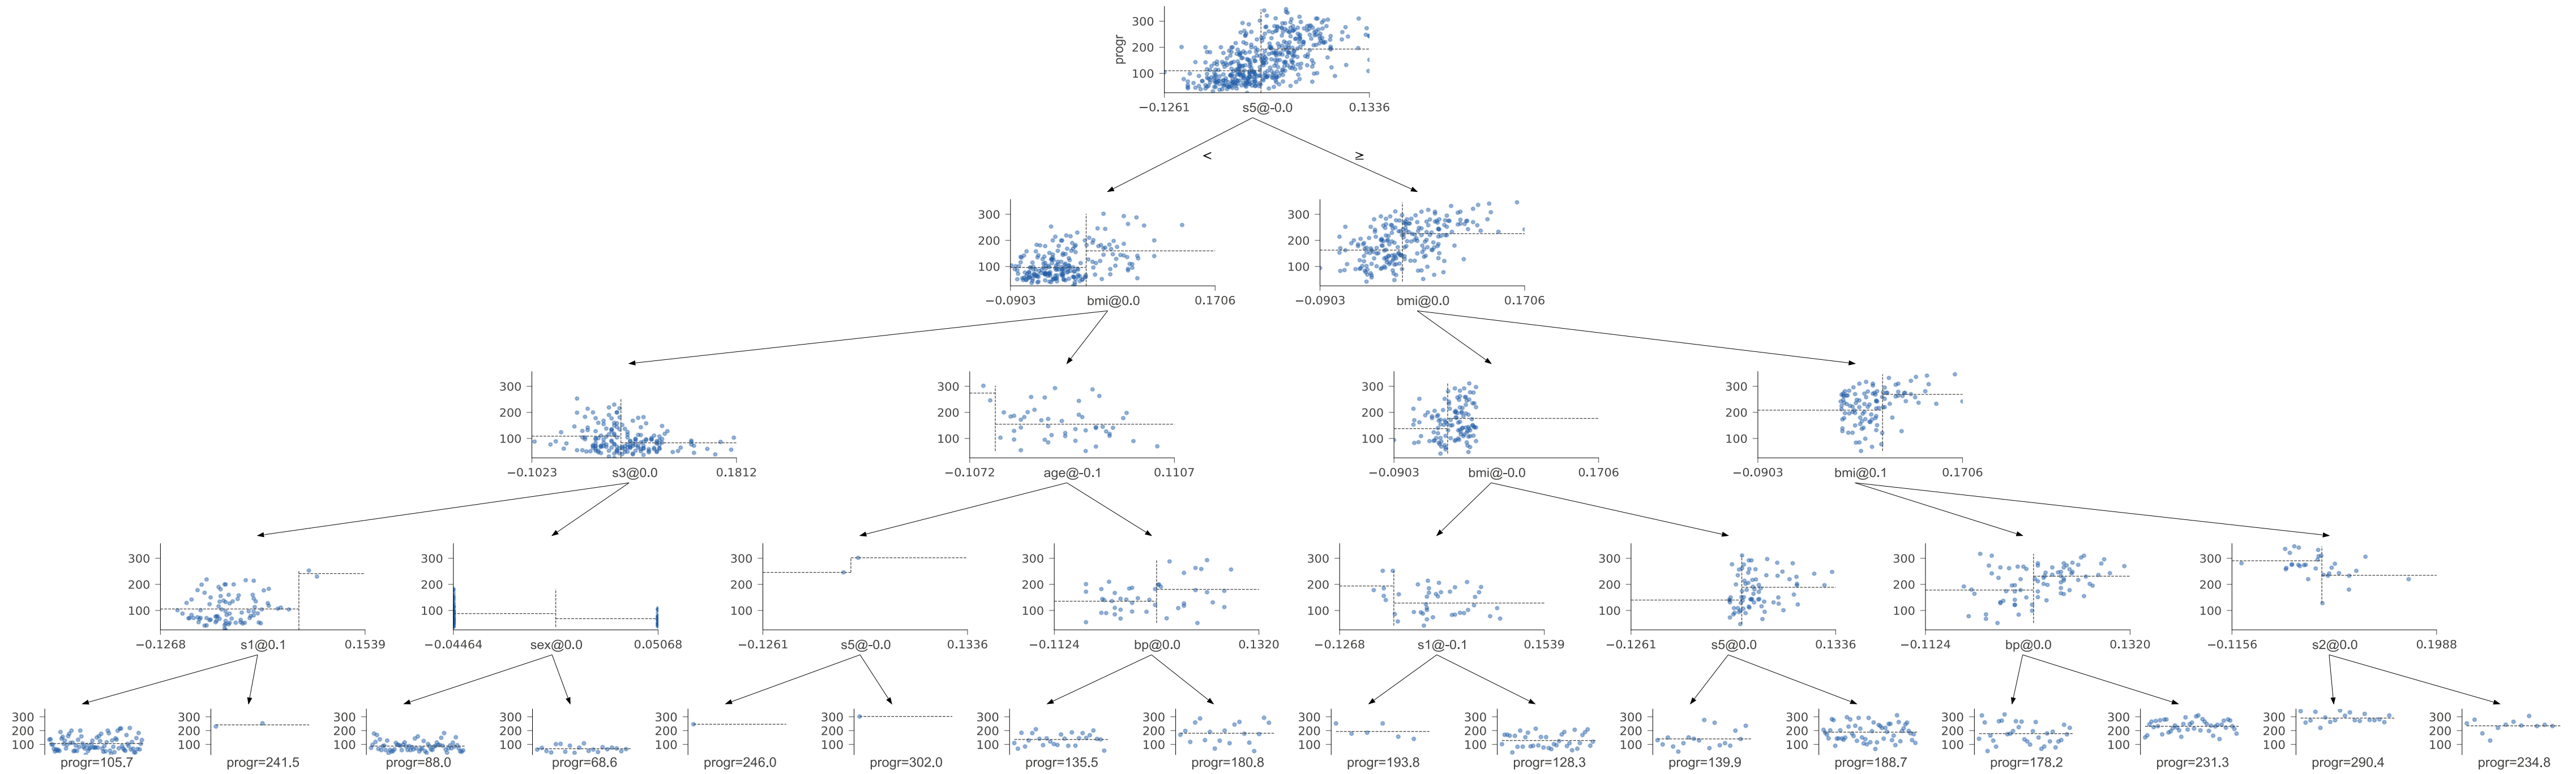 300
200
100
progr
−0.1261 s5@-0.0 0.1336
< ≥
300 300
200 200
100 100
−0.0903 bmi@0.0 0.1706 −0.0903 bmi@0.0 0.1706
300 300 300 300
200 200 200 200
100 100 100 100
−0.1023 s3@0.0 0.1812 −0.1072 age@-0.1 0.1107 −0.0903 bmi@-0.0 0.1706 −0.0903 bmi@0.1 0.1706
300 300 300 300 300 300 300 300
200 200 200 200 200 200 200 200
100 100 100 100 100 100 100 100
−0.1268 s1@0.1 0.1539 −0.04464 sex@0.0 0.05068 −0.1261 s5@-0.0 0.1336 −0.1124 bp@0.0 0.1320 −0.1268 s1@-0.1 0.1539 −0.1261 s5@0.0 0.1336 −0.1124 bp@0.0 0.1320 −0.1156 s2@0.0 0.1988
300 300 300 300 300 300 300 300 300 300 300 300 300 300 300 300
200 200 200 200 200 200 200 200 200 200 200 200 200 200 200 200
100 100 100 100 100 100 100 100 100 100 100 100 100 100 100 100
progr=105.7 progr=241.5 progr=88.0 progr=68.6 progr=246.0 progr=302.0 progr=135.5 progr=180.8 progr=193.8 progr=128.3 progr=139.9 progr=188.7 progr=178.2 progr=231.3 progr=290.4 progr=234.8